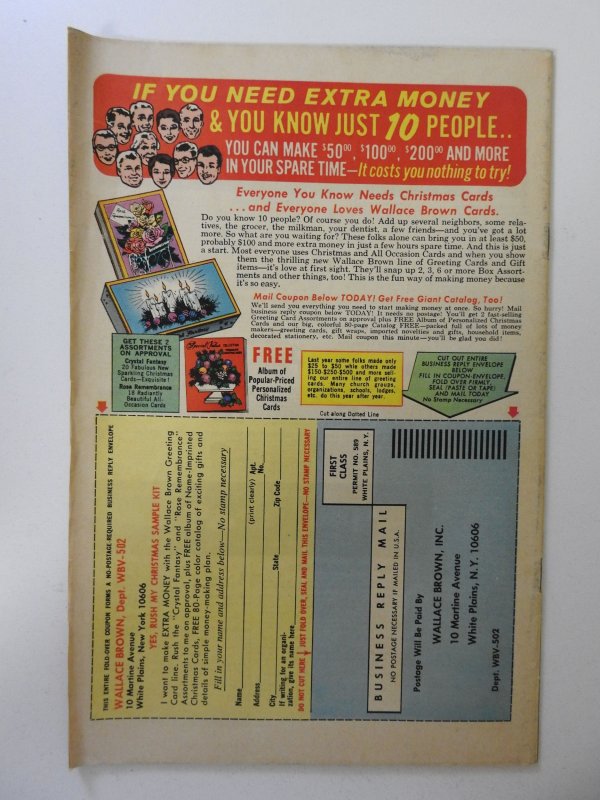 IF YOU NEED EXTRA MONEY
& YOU KNOW JUST 10 PEOPLE..
YOU CAN MAKE $50⁰⁰, $100⁰⁰, $200⁰⁰ AND MORE
IN YOUR SPARE TIME—It costs you nothing to try!
Everyone You Know Needs Christmas Cards
...and Everyone Loves Wallace Brown Cards.
Do you know 10 people? Of course you do! Add up several neighbors, some rela-
tives, the grocer, the milkman, your dentist, a few friends—and you've got a lot
more. So what are you waiting for? These folks alone can bring you in at least $50,
probably $100 and more extra money in just a few hours spare time. And this is just
a start. Most everyone uses Christmas and All Occasion Cards and when you show
them the thrilling new Wallace Brown line of Greeting Cards and Gift
items—it's love at first sight. They'll snap up 2, 3, 6 or more Box Assort-
ments and other things, too! This is the fun way of making money because
it's so easy.
Mail Coupon Below TODAY! Get Free Giant Catalog, Too!
We'll send you everything you need to start making money at once. So hurry! Mail
business reply coupon below TODAY! It needs no postage! You'll get 2 fast-selling
Greeting Card Assortments on approval plus FREE Album of Personalized Christmas
Cards and our big, colorful 80-page Catalog FREE—packed full of lots of money
makers—greeting cards, gift wraps, imported novelties and gifts, household items,
decorated stationery, etc. Mail coupon this minute—you'll be glad you did!
GET THESE 2
ASSORTMENTS
ON APPROVAL
Crystal Fantasy
20 Fabulous New
Sparkling Christmas
Cards—Exquisite!
Rose Remembrance
18 Radiantly
Beautiful All-
Occasion Cards
FREE
Album of
Popular-Priced
Personalized
Christmas
Cards
Last year some folks made only
$25 to $50 while others made
$150-$250-$500 and more sell-
ing our entire line of greeting
cards. Many church groups,
organizations, schools, lodges,
etc. do this year after year.
CUT OUT ENTIRE
BUSINESS REPLY ENVELOPE
BELOW
FILL IN COUPON-ENVELOPE,
FOLD OVER FIRMLY,
SEAL (PASTE OR TAPE)
AND MAIL TODAY
No Stamp Necessary
Cut along Dotted Line
THIS ENTIRE FOLD-OVER COUPON FORMS A NO-POSTAGE-REQUIRED BUSINESS REPLY ENVELOPE
WALLACE BROWN, Dept. WBV-502
10 Martine Avenue
White Plains, New York 10606
YES, RUSH MY CHRISTMAS SAMPLE KIT
I want to make EXTRA MONEY with the Wallace Brown Greeting
Card line. Rush the "Crystal Fantasy" and "Rose Remembrance"
Assortments to me on approval, plus FREE album of Name-Imprinted
Christmas Cards, FREE 80-Page color catalog of exciting gifts and
details of simple money-making plan.
Fill in your name and address below—No stamp necessary
Name
(print clearly)
Address
Apt.
No.
City
State
Zip Code
If writing for an organi-
zation, give its name here
DO NOT CUT HERE
JUST FOLD OVER, SEAL AND MAIL THIS ENVELOPE—NO STAMP NECESSARY
FIRST
CLASS
PERMIT NO. 589
WHITE PLAINS, N.Y.
BUSINESS REPLY MAIL
NO POSTAGE NECESSARY IF MAILED IN U.S.A.
Postage Will Be Paid By
WALLACE BROWN, INC.
10 Martine Avenue
White Plains, N.Y. 10606
Dept. WBV-502